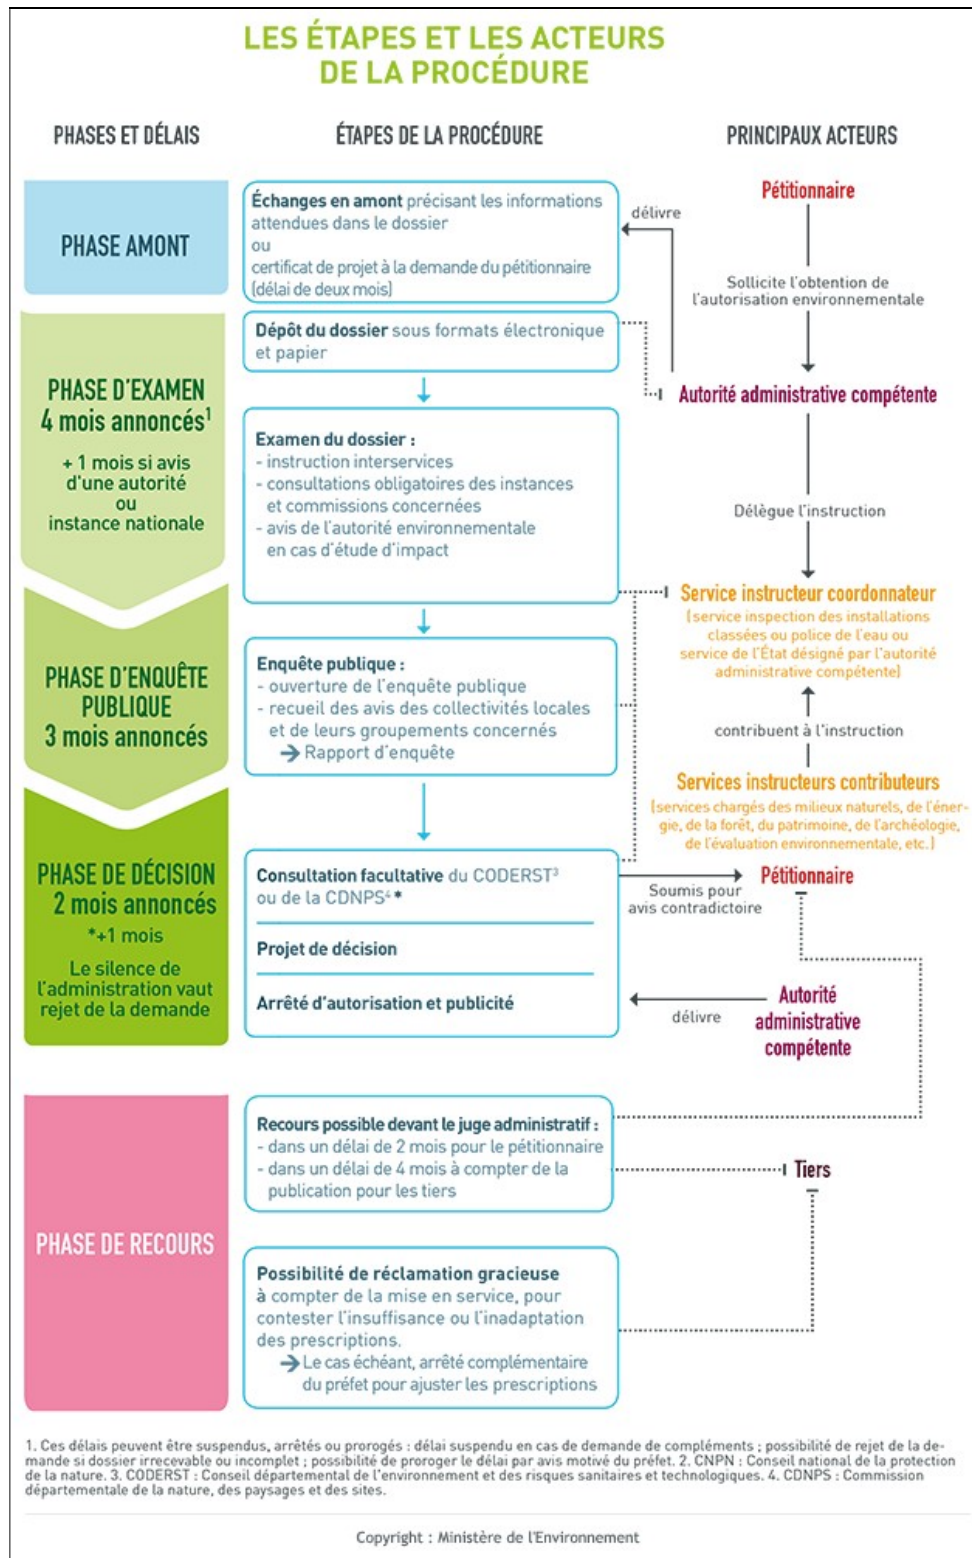 LES ÉTAPES ET LES ACTEURS
DE LA PROCÉDURE
PHASES ET DÉLAIS
ÉTAPES DE LA PROCÉDURE
PRINCIPAUX ACTEURS
PHASE AMONT
Échanges en amont précisant les informations
attendues dans le dossier
ou
certificat de projet à la demande du pétitionnaire
(délai de deux mois)
délivre
Pétitionnaire
Sollicite l'obtention de
l'autorisation environnementale
PHASE D'EXAMEN
4 mois annoncés¹
+ 1 mois si avis
d'une autorité
ou
instance nationale
Dépôt du dossier sous formats électronique
et papier
Autorité administrative compétente
Examen du dossier :
- instruction interservices
- consultations obligatoires des instances
et commissions concernées
- avis de l'autorité environnementale
en cas d'étude d'impact
Délègue l'instruction
Service instructeur coordonnateur
(service inspection des installations
classées ou police de l'eau ou
service de l'État désigné par l'autorité
administrative compétente)
PHASE D'ENQUÊTE
PUBLIQUE
3 mois annoncés
Enquête publique :
- ouverture de l'enquête publique
- recueil des avis des collectivités locales
et de leurs groupements concernés
→ Rapport d'enquête
contribuent à l'instruction
Services instructeurs contributeurs
(services chargés des milieux naturels, de l'éner-
gie, de la forêt, du patrimoine, de l'archéologie,
de l'évaluation environnementale, etc.)
PHASE DE DÉCISION
2 mois annoncés
*+1 mois
Le silence de
l'administration vaut
rejet de la demande
Consultation facultative du CODERST³
ou de la CDNPS⁴ *
Projet de décision
Arrêté d'autorisation et publicité
Soumis pour
avis contradictoire
Pétitionnaire
délivre
Autorité
administrative
compétente
PHASE DE RECOURS
Recours possible devant le juge administratif :
- dans un délai de 2 mois pour le pétitionnaire
- dans un délai de 4 mois à compter de la
publication pour les tiers
Tiers
Possibilité de réclamation gracieuse
à compter de la mise en service, pour
contester l'insuffisance ou l'inadaptation
des prescriptions.
→ Le cas échéant, arrêté complémentaire
du préfet pour ajuster les prescriptions
1. Ces délais peuvent être suspendus, arrêtés ou prorogés : délai suspendu en cas de demande de compléments ; possibilité de rejet de la de-
mande si dossier irrecevable ou incomplet ; possibilité de proroger le délai par avis motivé du préfet. 2. CNPN : Conseil national de la protection
de la nature. 3. CODERST : Conseil départemental de l'environnement et des risques sanitaires et technologiques. 4. CDNPS : Commission
départementale de la nature, des paysages et des sites.
Copyright : Ministère de l'Environnement